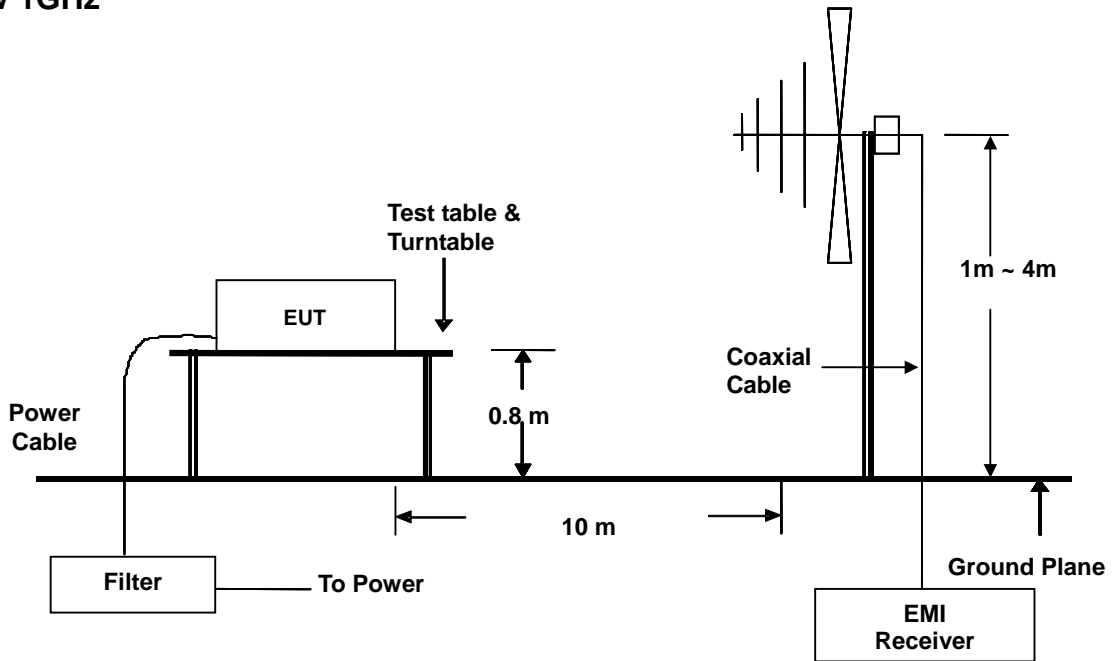 1GHz
Test table &
Turntable
EUT
1m ~ 4m
Coaxial
Cable
0.8 m
Power
Cable
10 m
Filter
To Power
Ground Plane
EMI
Receiver